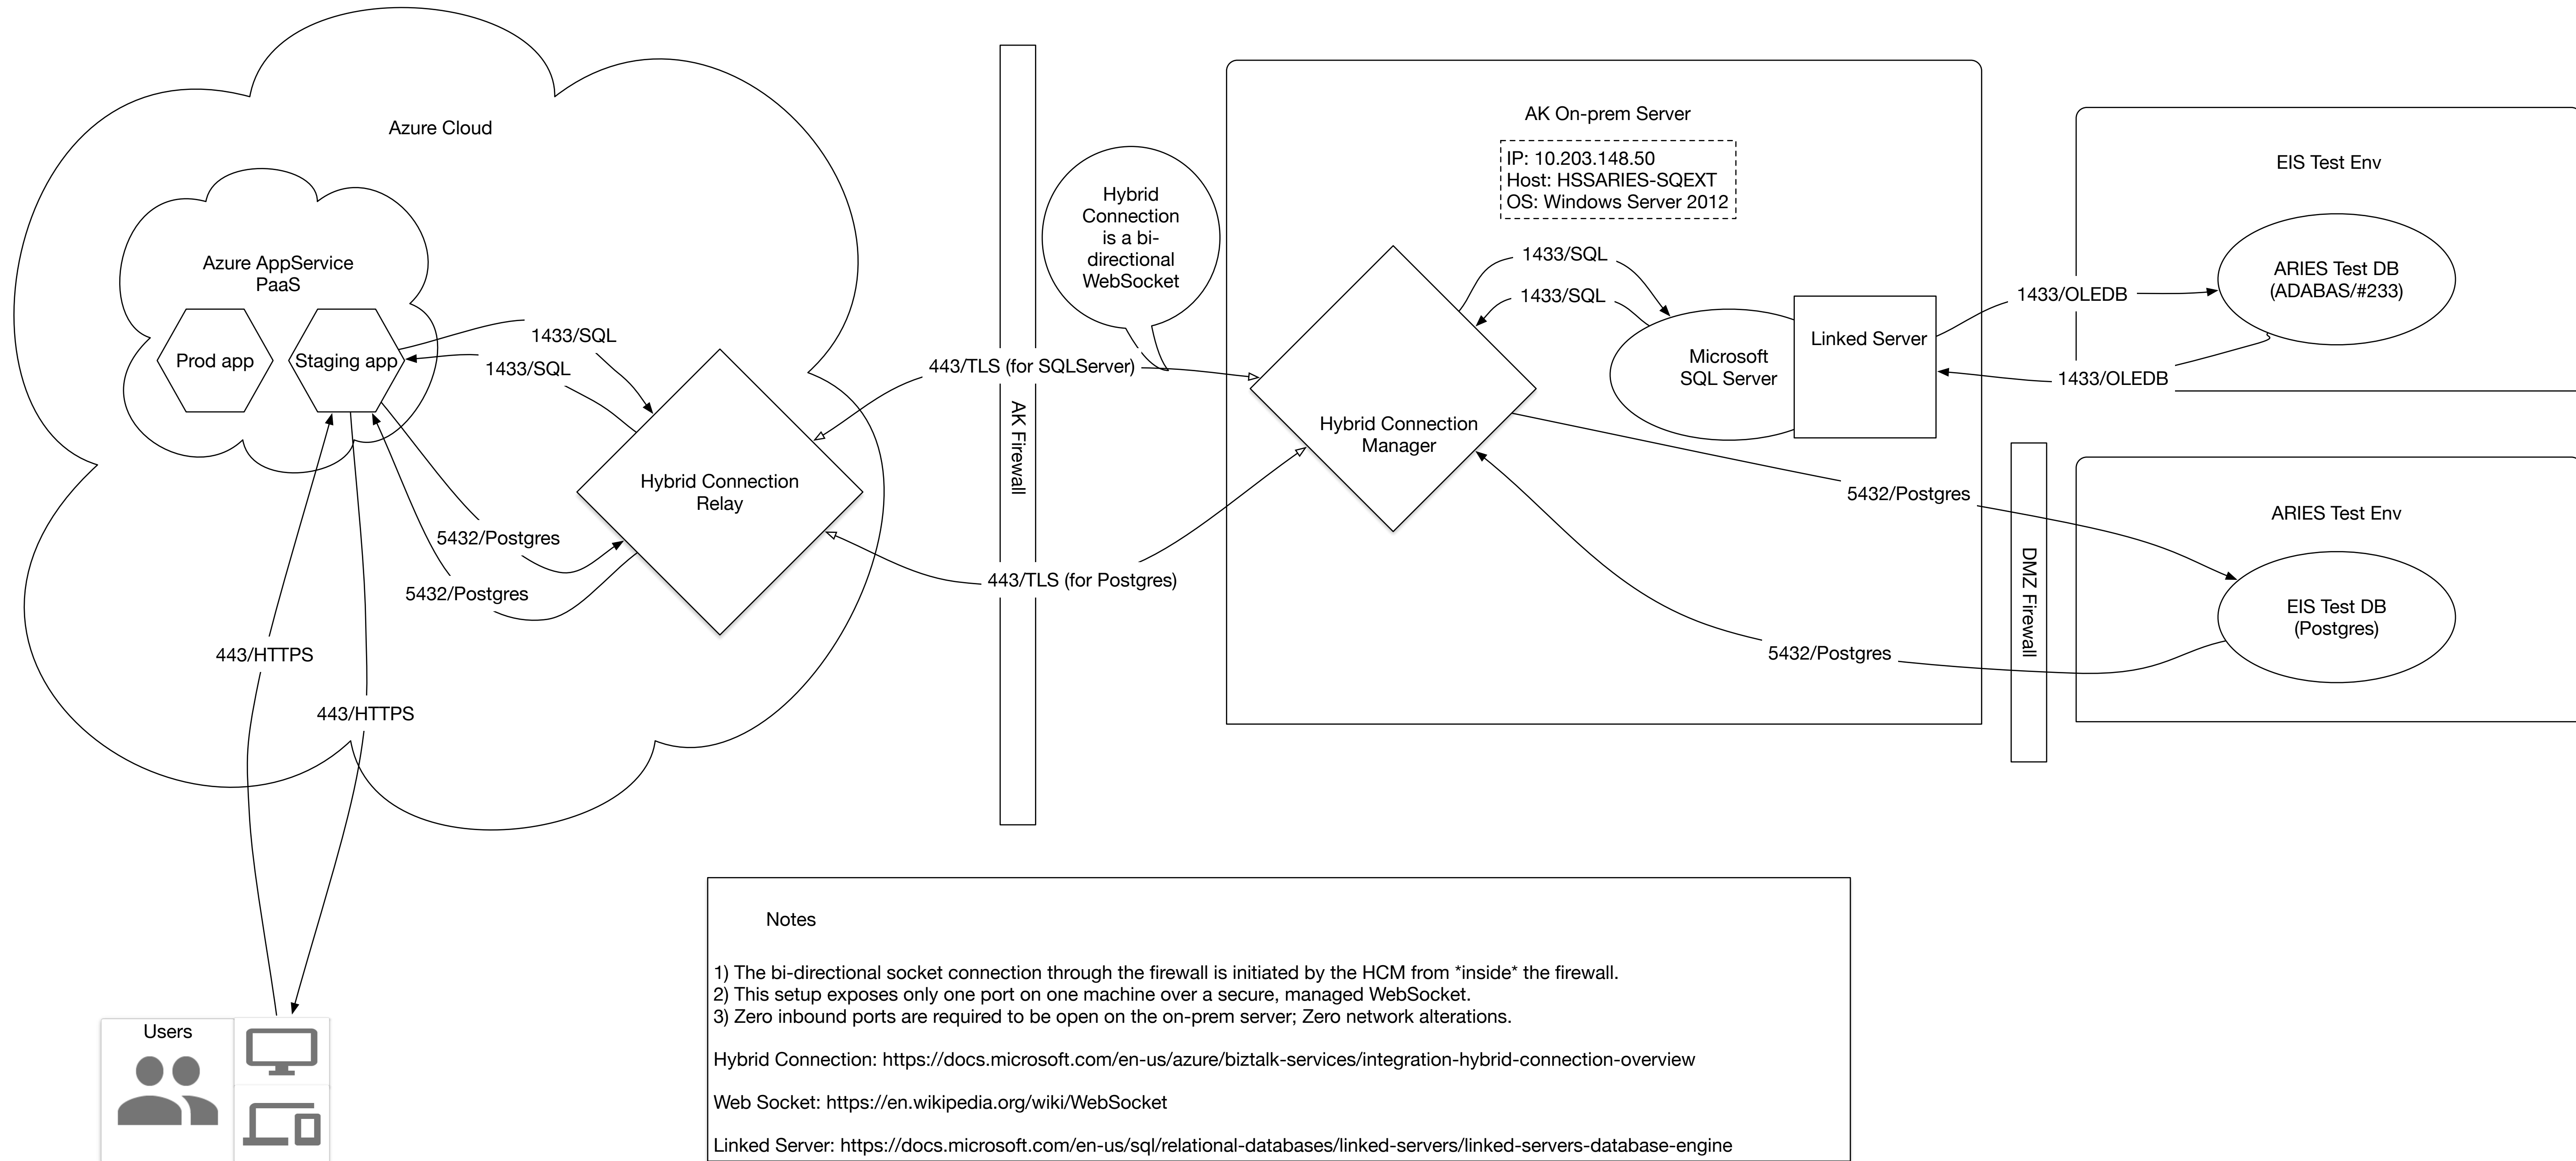 Azure Cloud
Azure AppService
PaaS
Prod app
Staging app
1433/SQL
1433/SQL
5432/Postgres
5432/Postgres
Hybrid Connection
Relay
443/HTTPS
443/HTTPS
Users
AK Firewall
443/TLS (for SQLServer)
443/TLS (for Postgres)
Hybrid
Connection
is a bi-
directional
WebSocket
AK On-prem Server
IP: 10.203.148.50
Host: HSSARIES-SQEXT
OS: Windows Server 2012
1433/SQL
1433/SQL
Hybrid Connection
Manager
Microsoft
SQL Server
Linked Server
5432/Postgres
5432/Postgres
1433/OLEDB
1433/OLEDB
DMZ Firewall
EIS Test Env
ARIES Test DB
(ADABAS/#233)
ARIES Test Env
EIS Test DB
(Postgres)
Notes
1) The bi-directional socket connection through the firewall is initiated by the HCM from *inside* the firewall.
2) This setup exposes only one port on one machine over a secure, managed WebSocket.
3) Zero inbound ports are required to be open on the on-prem server; Zero network alterations.
Hybrid Connection: https://docs.microsoft.com/en-us/azure/biztalk-services/integration-hybrid-connection-overview
Web Socket: https://en.wikipedia.org/wiki/WebSocket
Linked Server: https://docs.microsoft.com/en-us/sql/relational-databases/linked-servers/linked-servers-database-engine